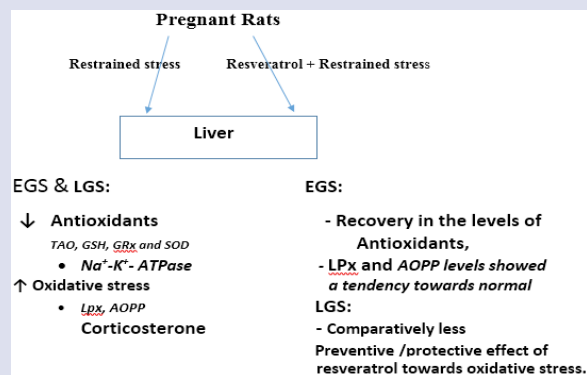 Pregnant Rats
Restrained stress
Resveratrol + Restrained stress
Liver
EGS & LGS:
↓ Antioxidants
TAO, GSH, GRx and SOD
• Na⁺-K⁺- ATPase
↑ Oxidative stress
• Lpx, AOPP
Corticosterone
EGS:
- Recovery in the levels of
Antioxidants,
- LPx and AOPP levels showed
a tendency towards normal
LGS:
- Comparatively less
Preventive /protective effect of
resveratrol towards oxidative stress.